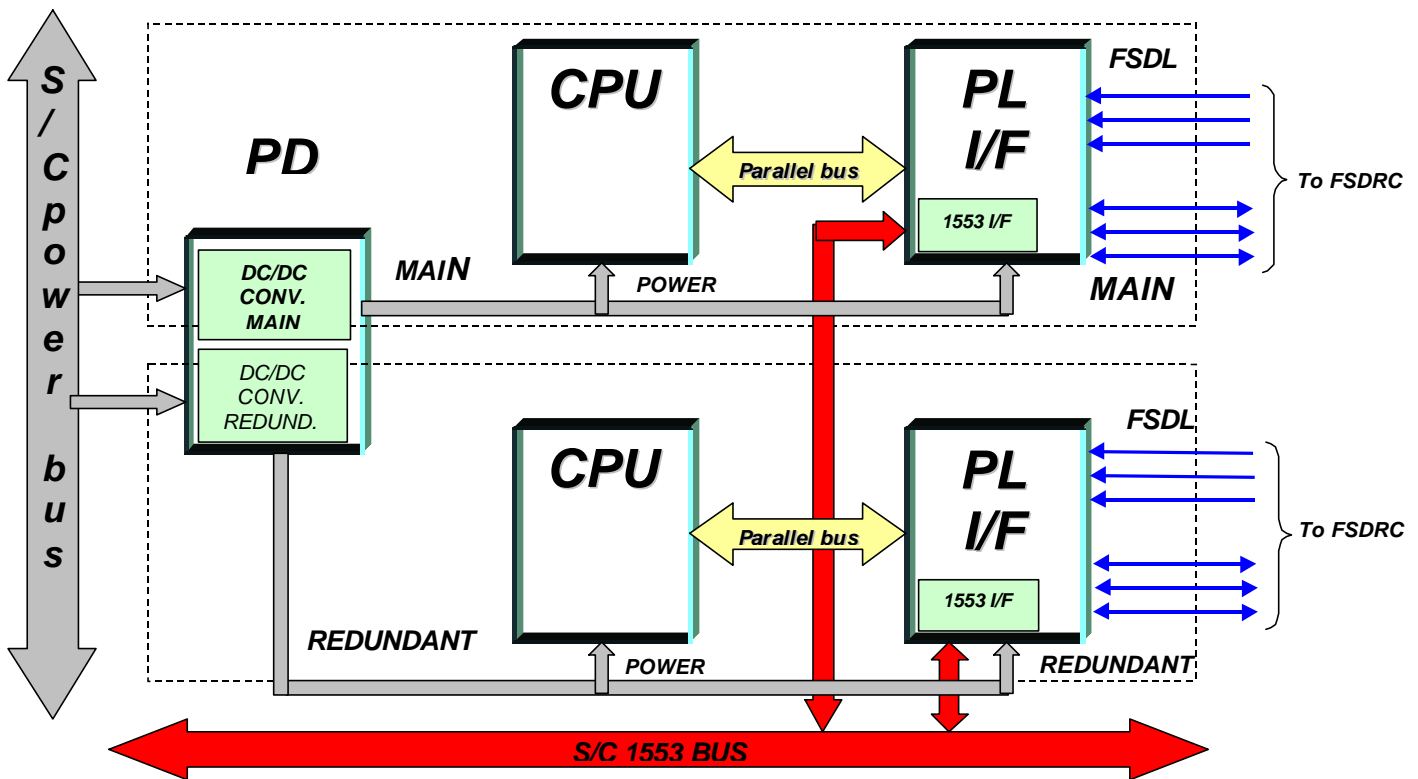 S/Cpower bus
PD
DC/DC
CONV.
MAIN
DC/DC
CONV.
REDUND.
MAIN
CPU
POWER
Parallel bus
PL
I/F
1553 I/F
MAIN
FSDL
To FSDRC
REDUNDANT
CPU
POWER
Parallel bus
PL
I/F
1553 I/F
REDUNDANT
FSDL
To FSDRC
S/C 1553 BUS